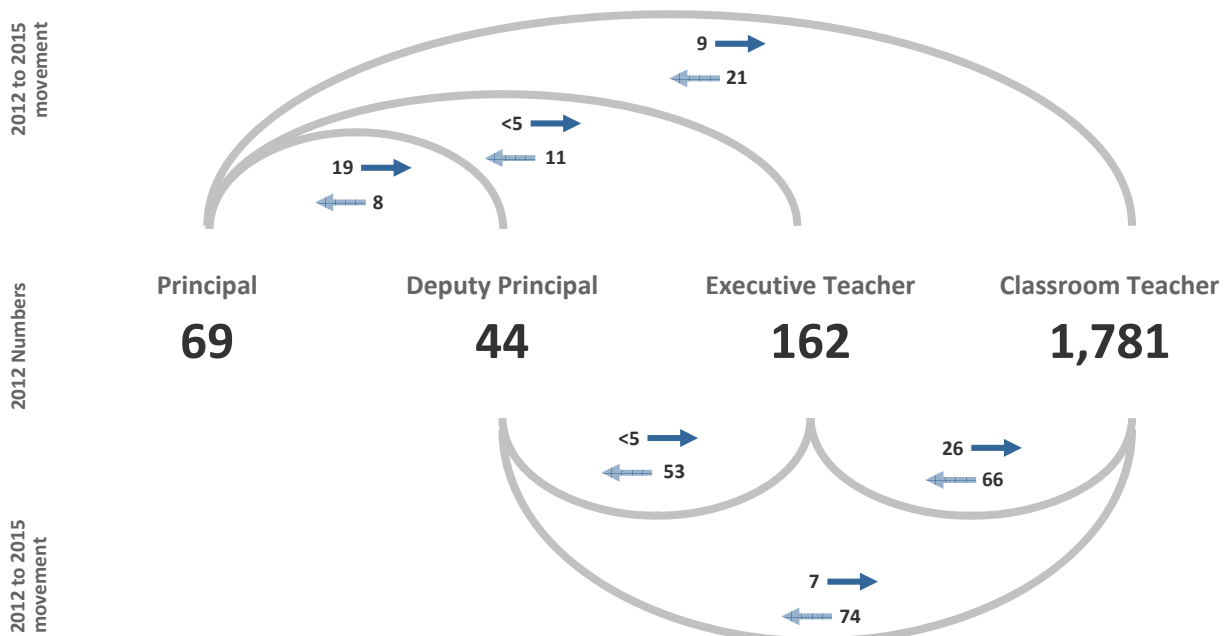 2012 to 2015
movement
9
21
<5
11
19
8
Principal
Deputy Principal
Executive Teacher
Classroom Teacher
2012 Numbers
69
44
162
1,781
2012 to 2015
movement
<5
53
26
66
7
74